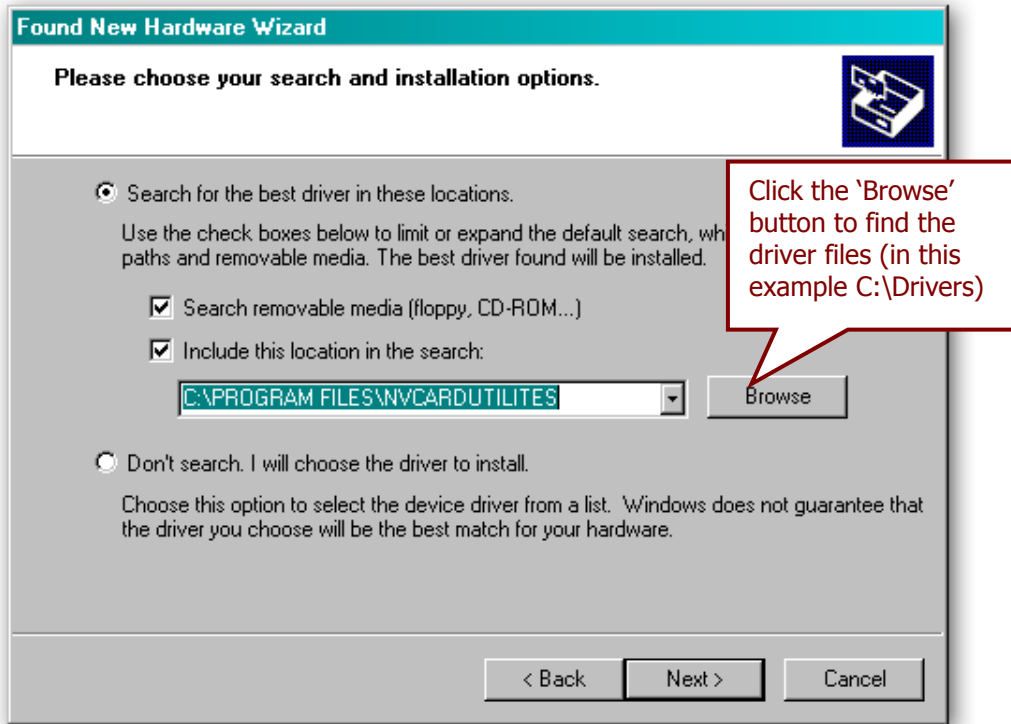 Found New Hardware Wizard
Please choose your search and installation options.
Search for the best driver in these locations.
Use the check boxes below to limit or expand the default search, wh
paths and removable media. The best driver found will be installed.
Click the ‘Browse’
button to find the
driver files (in this
example C:\Drivers)
Search removable media (floppy, CD-ROM...)
Include this location in the search:
C:\PROGRAM FILES\NVCARDUTILITES
Browse
Don't search. I will choose the driver to install.
Choose this option to select the device driver from a list. Windows does not guarantee that
the driver you choose will be the best match for your hardware.
< Back
Next >
Cancel